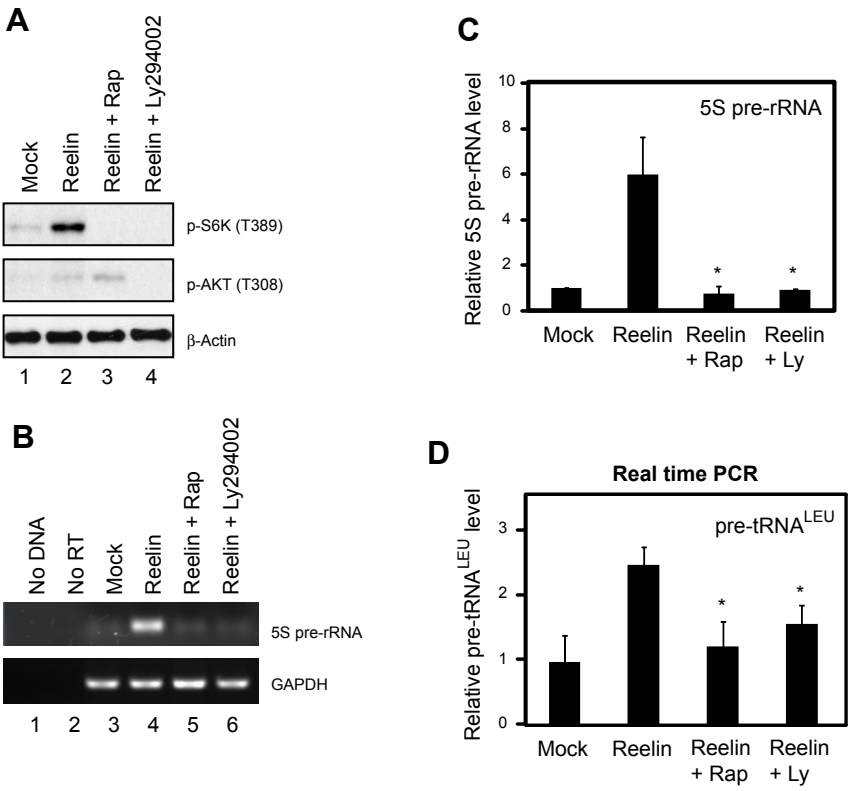 A
Mock
Reelin
Reelin + Rap
Reelin + Ly294002
p-S6K (T389)
p-AKT (T308)
β-Actin
1 2 3 4
B
No DNA
No RT
Mock
Reelin
Reelin + Rap
Reelin + Ly294002
5S pre-rRNA
GAPDH
1 2 3 4 5 6
C
Relative 5S pre-rRNA level
10
8
6
4
2
0
5S pre-rRNA
* *
Mock Reelin Reelin Reelin
+ Rap + Ly
D
Real time PCR
Relative pre-tRNA^LEU level
3
2
1
0
pre-tRNA^LEU
* *
Mock Reelin Reelin Reelin
+ Rap + Ly